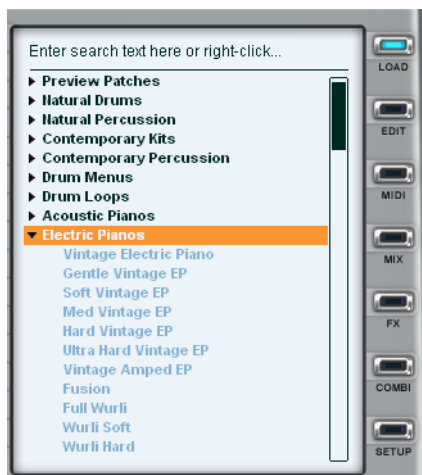 Enter search text here or right-click...
Preview Patches
Natural Drums
Natural Percussion
Contemporary Kits
Contemporary Percussion
Drum Menus
Drum Loops
Acoustic Pianos
Electric Pianos
Vintage Electric Piano
Gentle Vintage EP
Soft Vintage EP
Med Vintage EP
Hard Vintage EP
Ultra Hard Vintage EP
Vintage Amped EP
Fusion
Full Wurli
Wurli Soft
Wurli Hard
LOAD
EDIT
MIDI
MIX
FX
COMBI
SETUP